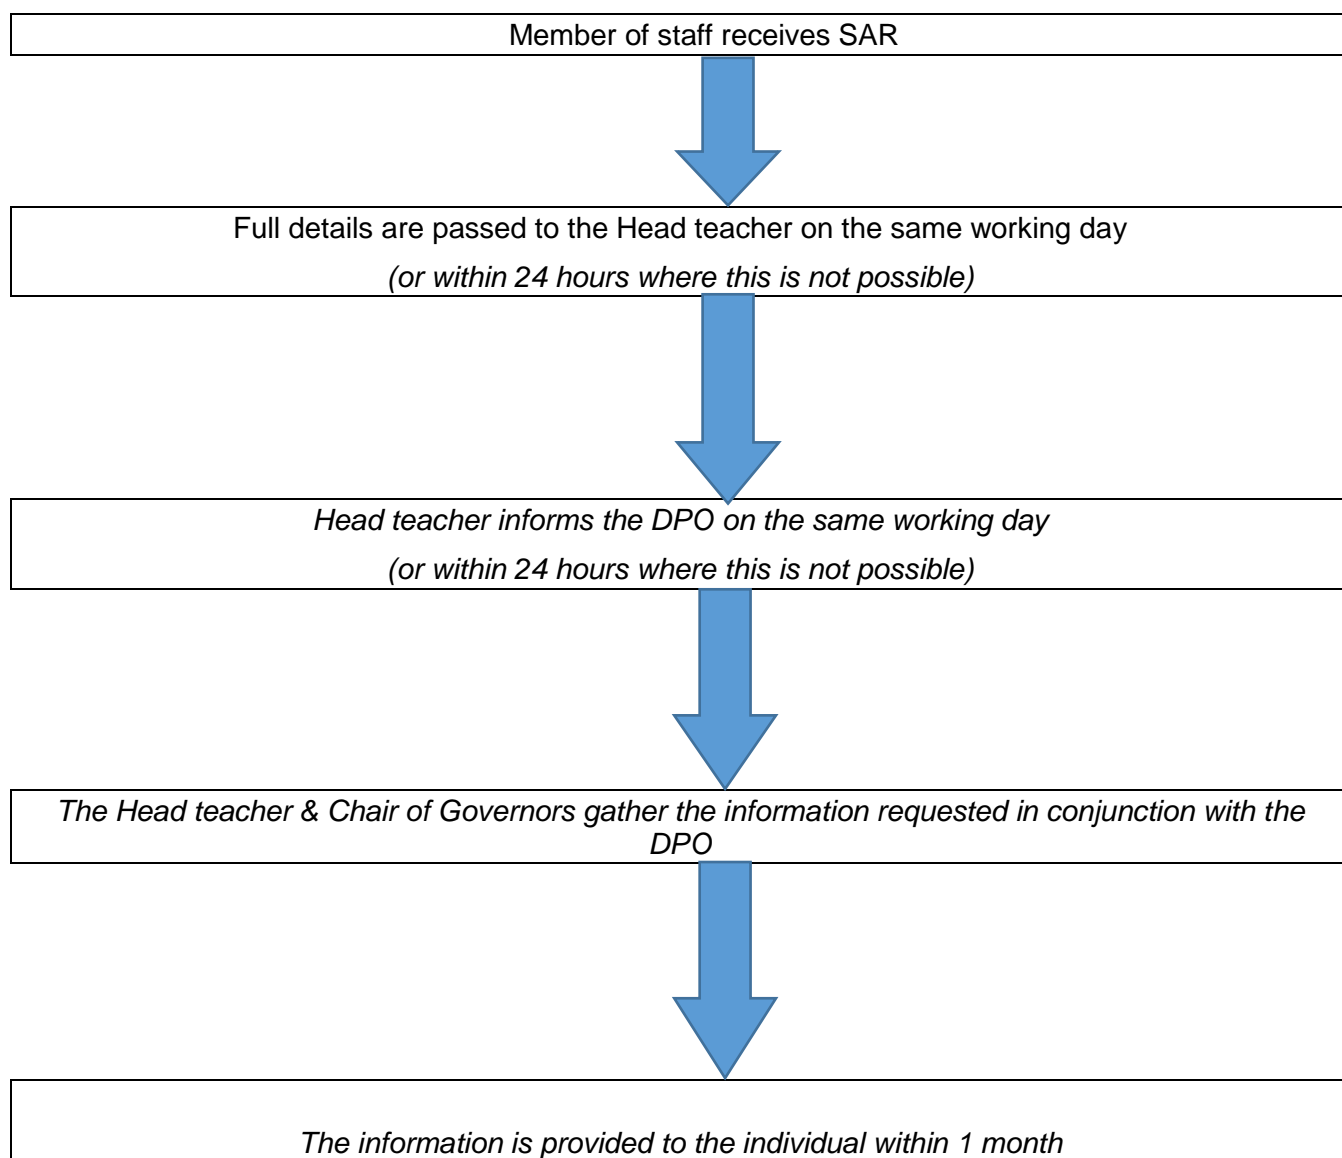 Member of staff receives SAR
Full details are passed to the Head teacher on the same working day
(or within 24 hours where this is not possible)
Head teacher informs the DPO on the same working day
(or within 24 hours where this is not possible)
The Head teacher & Chair of Governors gather the information requested in conjunction with the
DPO
The information is provided to the individual within 1 month